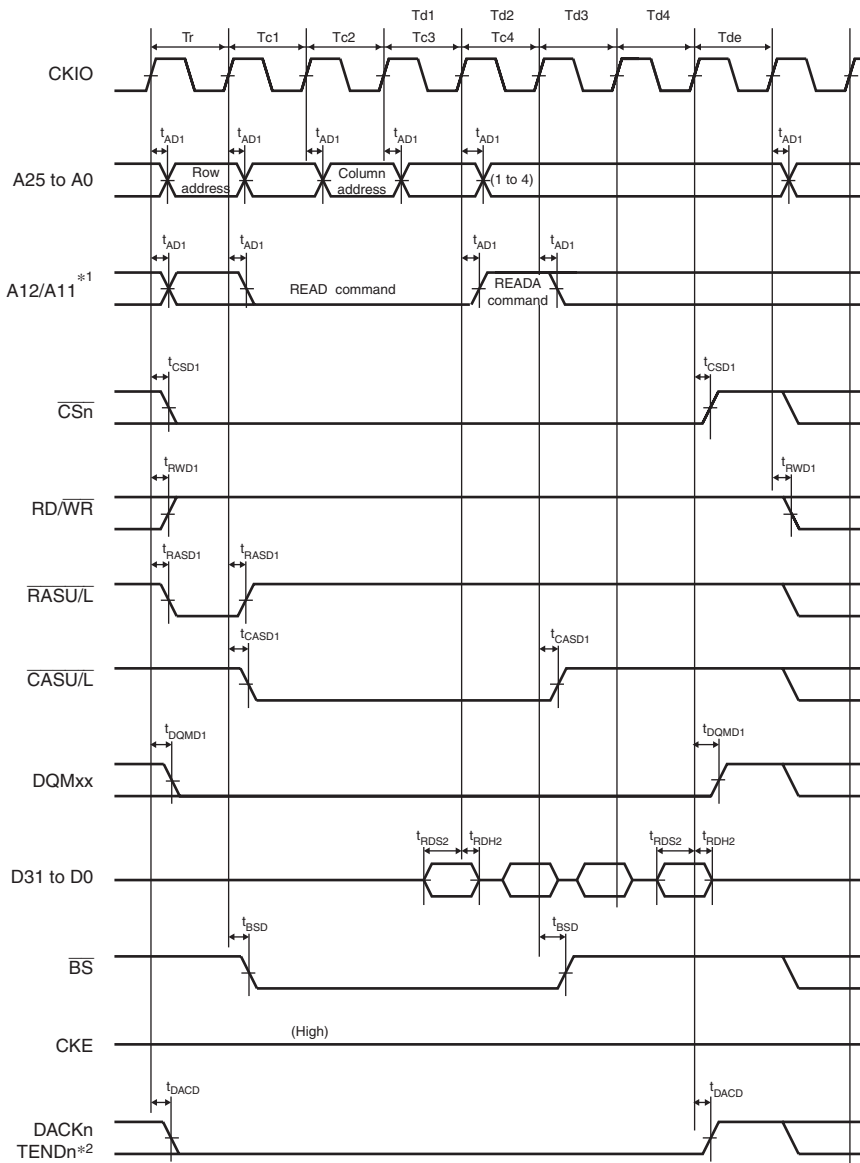 Td1 Td2 Td3 Td4
Tr Tc1 Tc2 Tc3 Tc4 Tde
CKIO
tAD1 tAD1 tAD1 tAD1 tAD1 tAD1
A25 to A0
Row address
Column address
(1 to 4)
tAD1 tAD1 tAD1 tAD1
A12/A11*1
READ command
READA command
tCSD1 tCSD1
CSn
tRWD1 tRWD1
RD/WR
tRASD1 tRASD1
RASU/L
tCASD1 tCASD1
CASU/L
tDQMD1 tDQMD1
DQMxx
tRDS2 tRDH2 tRDS2 tRDH2
D31 to D0
tBSD tBSD
BS
(High)
CKE
tDACD tDACD
DACKn
TENDn*2